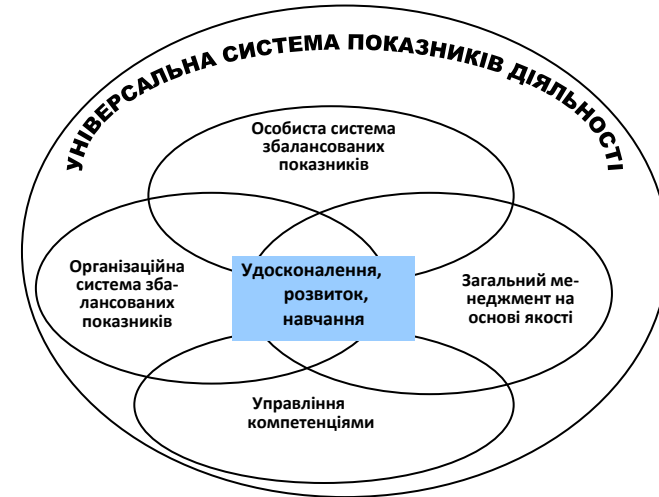 УНІВЕРСАЛЬНА СИСТЕМА ПОКАЗНИКІВ ДІЯЛЬНОСТІ
Особиста система
збалансованих
показників
Організаційна
система зба-
лансованих
показників
Удосконалення,
розвиток,
навчання
Загальний ме-
неджмент на
основі якості
Управління
компетенціями